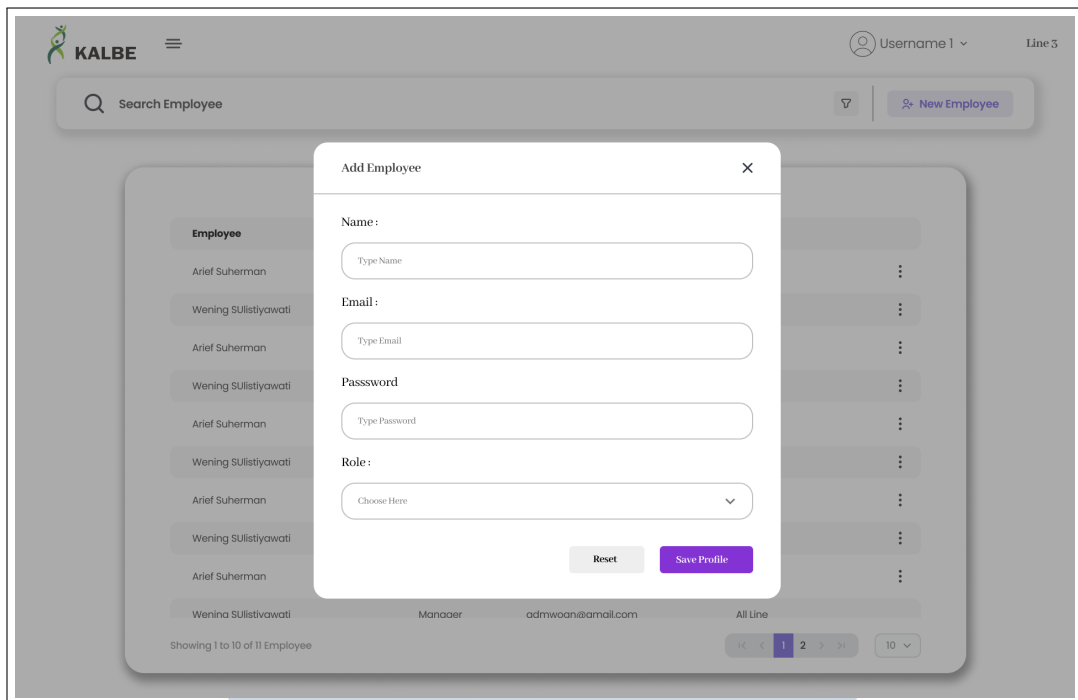 KALBE
Username 1
Line 3
Search Employee
New Employee
Add Employee
Employee
Name :
Arief Suherman
Type Name
Wening SUlistiyawati
Email :
Arief Suherman
Type Email
Wening SUlistiyawati
Passsword
Arief Suherman
Type Password
Wening SUlistiyawati
Role :
Arief Suherman
Choose Here
Wening SUlistiyawati
Reset
Save Profile
Arief Suherman
Wening SUlistiyawati Manager admwogn@gmail.com All Line
Showing 1 to 10 of 11 Employee
1 2
10